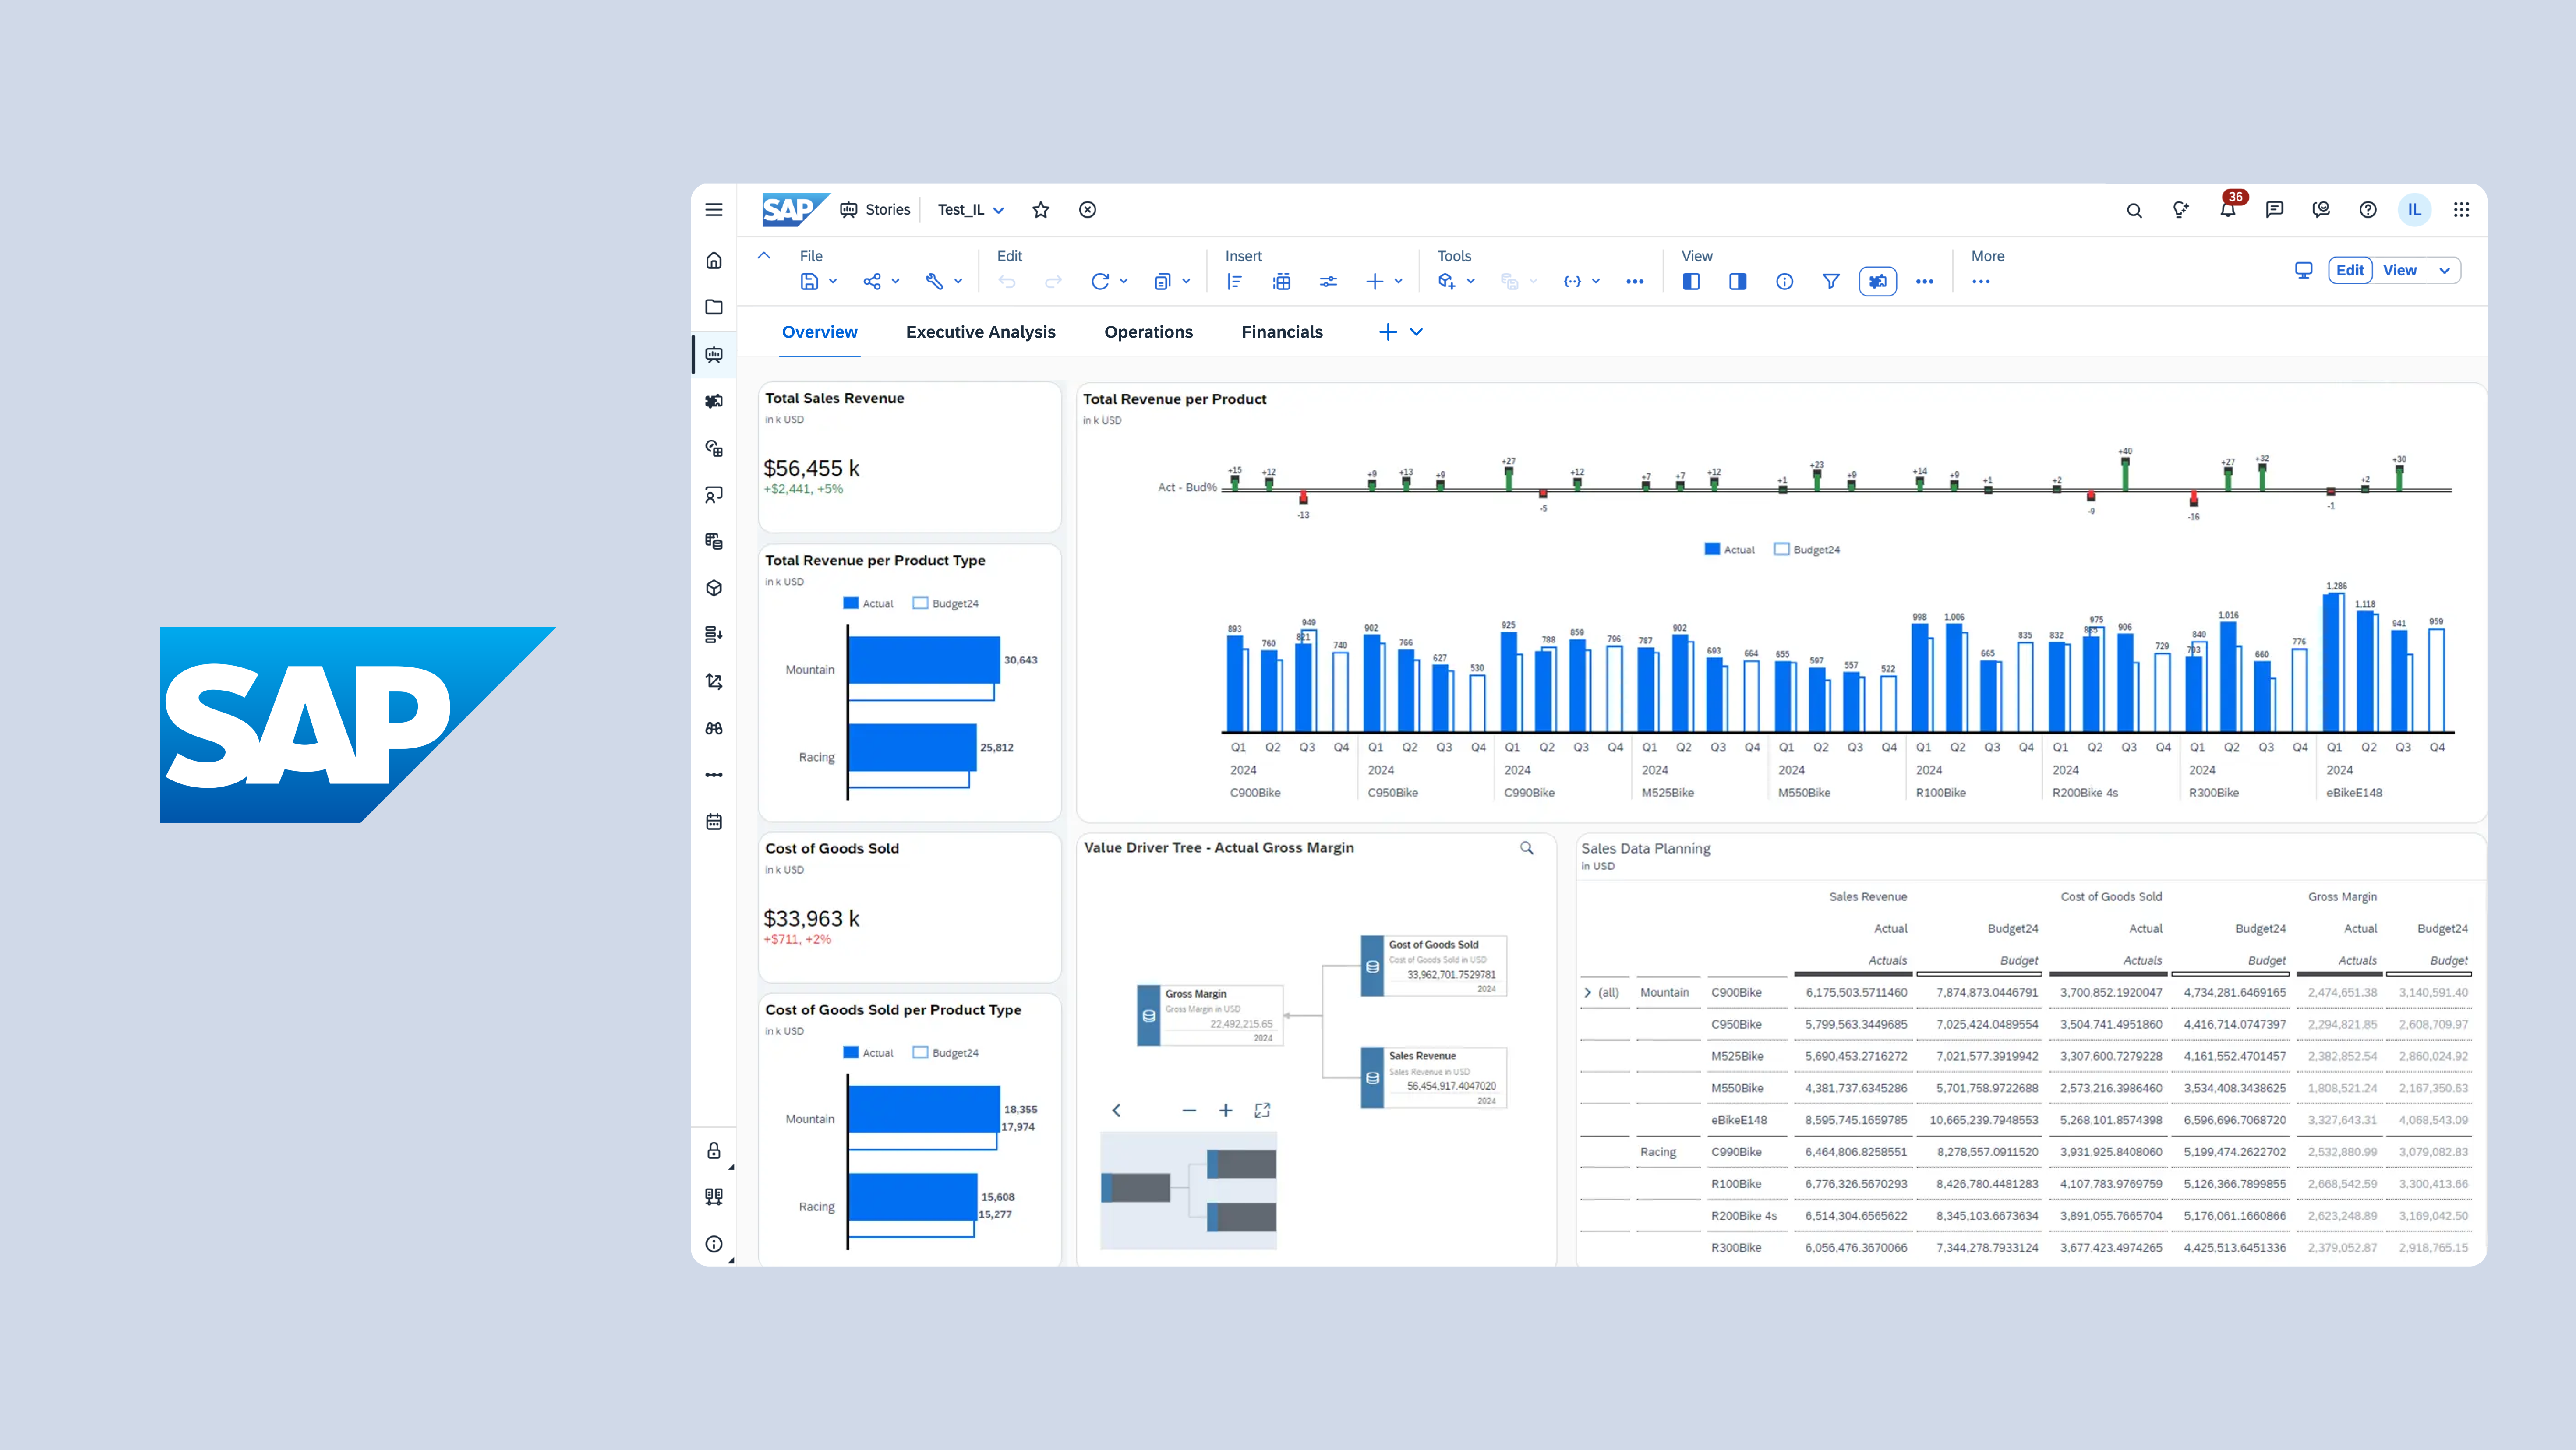 SAP
SAP Stories Test_IL
36
IL
File Edit Insert Tools View More
Edit View
Overview Executive Analysis Operations Financials
Total Sales Revenue
in k USD
$56,455 k
+$2,441, +5%
Total Revenue per Product Type
in k USD
Actual Budget24
Mountain 30,643
Racing 25,812
Cost of Goods Sold
in k USD
$33,963 k
+$711, +2%
Cost of Goods Sold per Product Type
in k USD
Actual Budget24
Mountain 18,355
17,974
Racing 15,608
15,277
Total Revenue per Product
in k USD
Act - Bud%
+15 +12 -13 +9 +13 +9 +27 -5 +12 +7 +7 +12 +1 +23 +9 +14 +9 +1 +2 -9 +40 -16 +27 +32 -1 +2 +30
Actual Budget24
893 760 821 949 740 902 766 627 530 925 788 859 796 787 902 693 664 655 597 557 522 998 1,006 665 835 832 975 906 729 703 840 1,016 660 776 1,286 1,118 941 959
Q1 Q2 Q3 Q4 Q1 Q2 Q3 Q4 Q1 Q2 Q3 Q4 Q1 Q2 Q3 Q4 Q1 Q2 Q3 Q4 Q1 Q2 Q3 Q4 Q1 Q2 Q3 Q4 Q1 Q2 Q3 Q4 Q1 Q2 Q3 Q4
2024 2024 2024 2024 2024 2024 2024 2024 2024
C900Bike C950Bike C990Bike M525Bike M550Bike R100Bike R200Bike 4s R300Bike eBikeE148
Value Driver Tree - Actual Gross Margin
Gross Margin
Gross Margin in USD
22,492,215.65
2024
Gost of Goods Sold
Cost of Goods Sold in USD
33,962,701.7529781
2024
Sales Revenue
Sales Revenue in USD
56,454,917.4047020
2024
Sales Data Planning
in USD
Sales Revenue Cost of Goods Sold Gross Margin
Actual Budget24 Actual Budget24 Actual Budget24
Actuals Budget Actuals Budget Actuals Budget
(all) Mountain C900Bike 6,175,503.5711460 7,874,873.0446791 3,700,852.1920047 4,734,281.6469165 2,474,651.38 3,140,591.40
C950Bike 5,799,563.3449685 7,025,424.0489554 3,504,741.4951860 4,416,714.0747397 2,294,821.85 2,608,709.97
M525Bike 5,690,453.2716272 7,021,577.3919942 3,307,600.7279228 4,161,552.4701457 2,382,852.54 2,860,024.92
M550Bike 4,381,737.6345286 5,701,758.9722688 2,573,216.3986460 3,534,408.3438625 1,808,521.24 2,167,350.63
eBikeE148 8,595,745.1659785 10,665,239.7948553 5,268,101.8574398 6,596,696.7068720 3,327,643.31 4,068,543.09
Racing C990Bike 6,464,806.8258551 8,278,557.0911520 3,931,925.8408060 5,199,474.2622702 2,532,880.99 3,079,082.83
R100Bike 6,776,326.5670293 8,426,780.4481283 4,107,783.9769759 5,126,366.7899855 2,668,542.59 3,300,413.66
R200Bike 4s 6,514,304.6565622 8,345,103.6673634 3,891,055.7665704 5,176,061.1660866 2,623,248.89 3,169,042.50
R300Bike 6,056,476.3670066 7,344,278.7933124 3,677,423.4974265 4,425,513.6451336 2,379,052.87 2,918,765.15